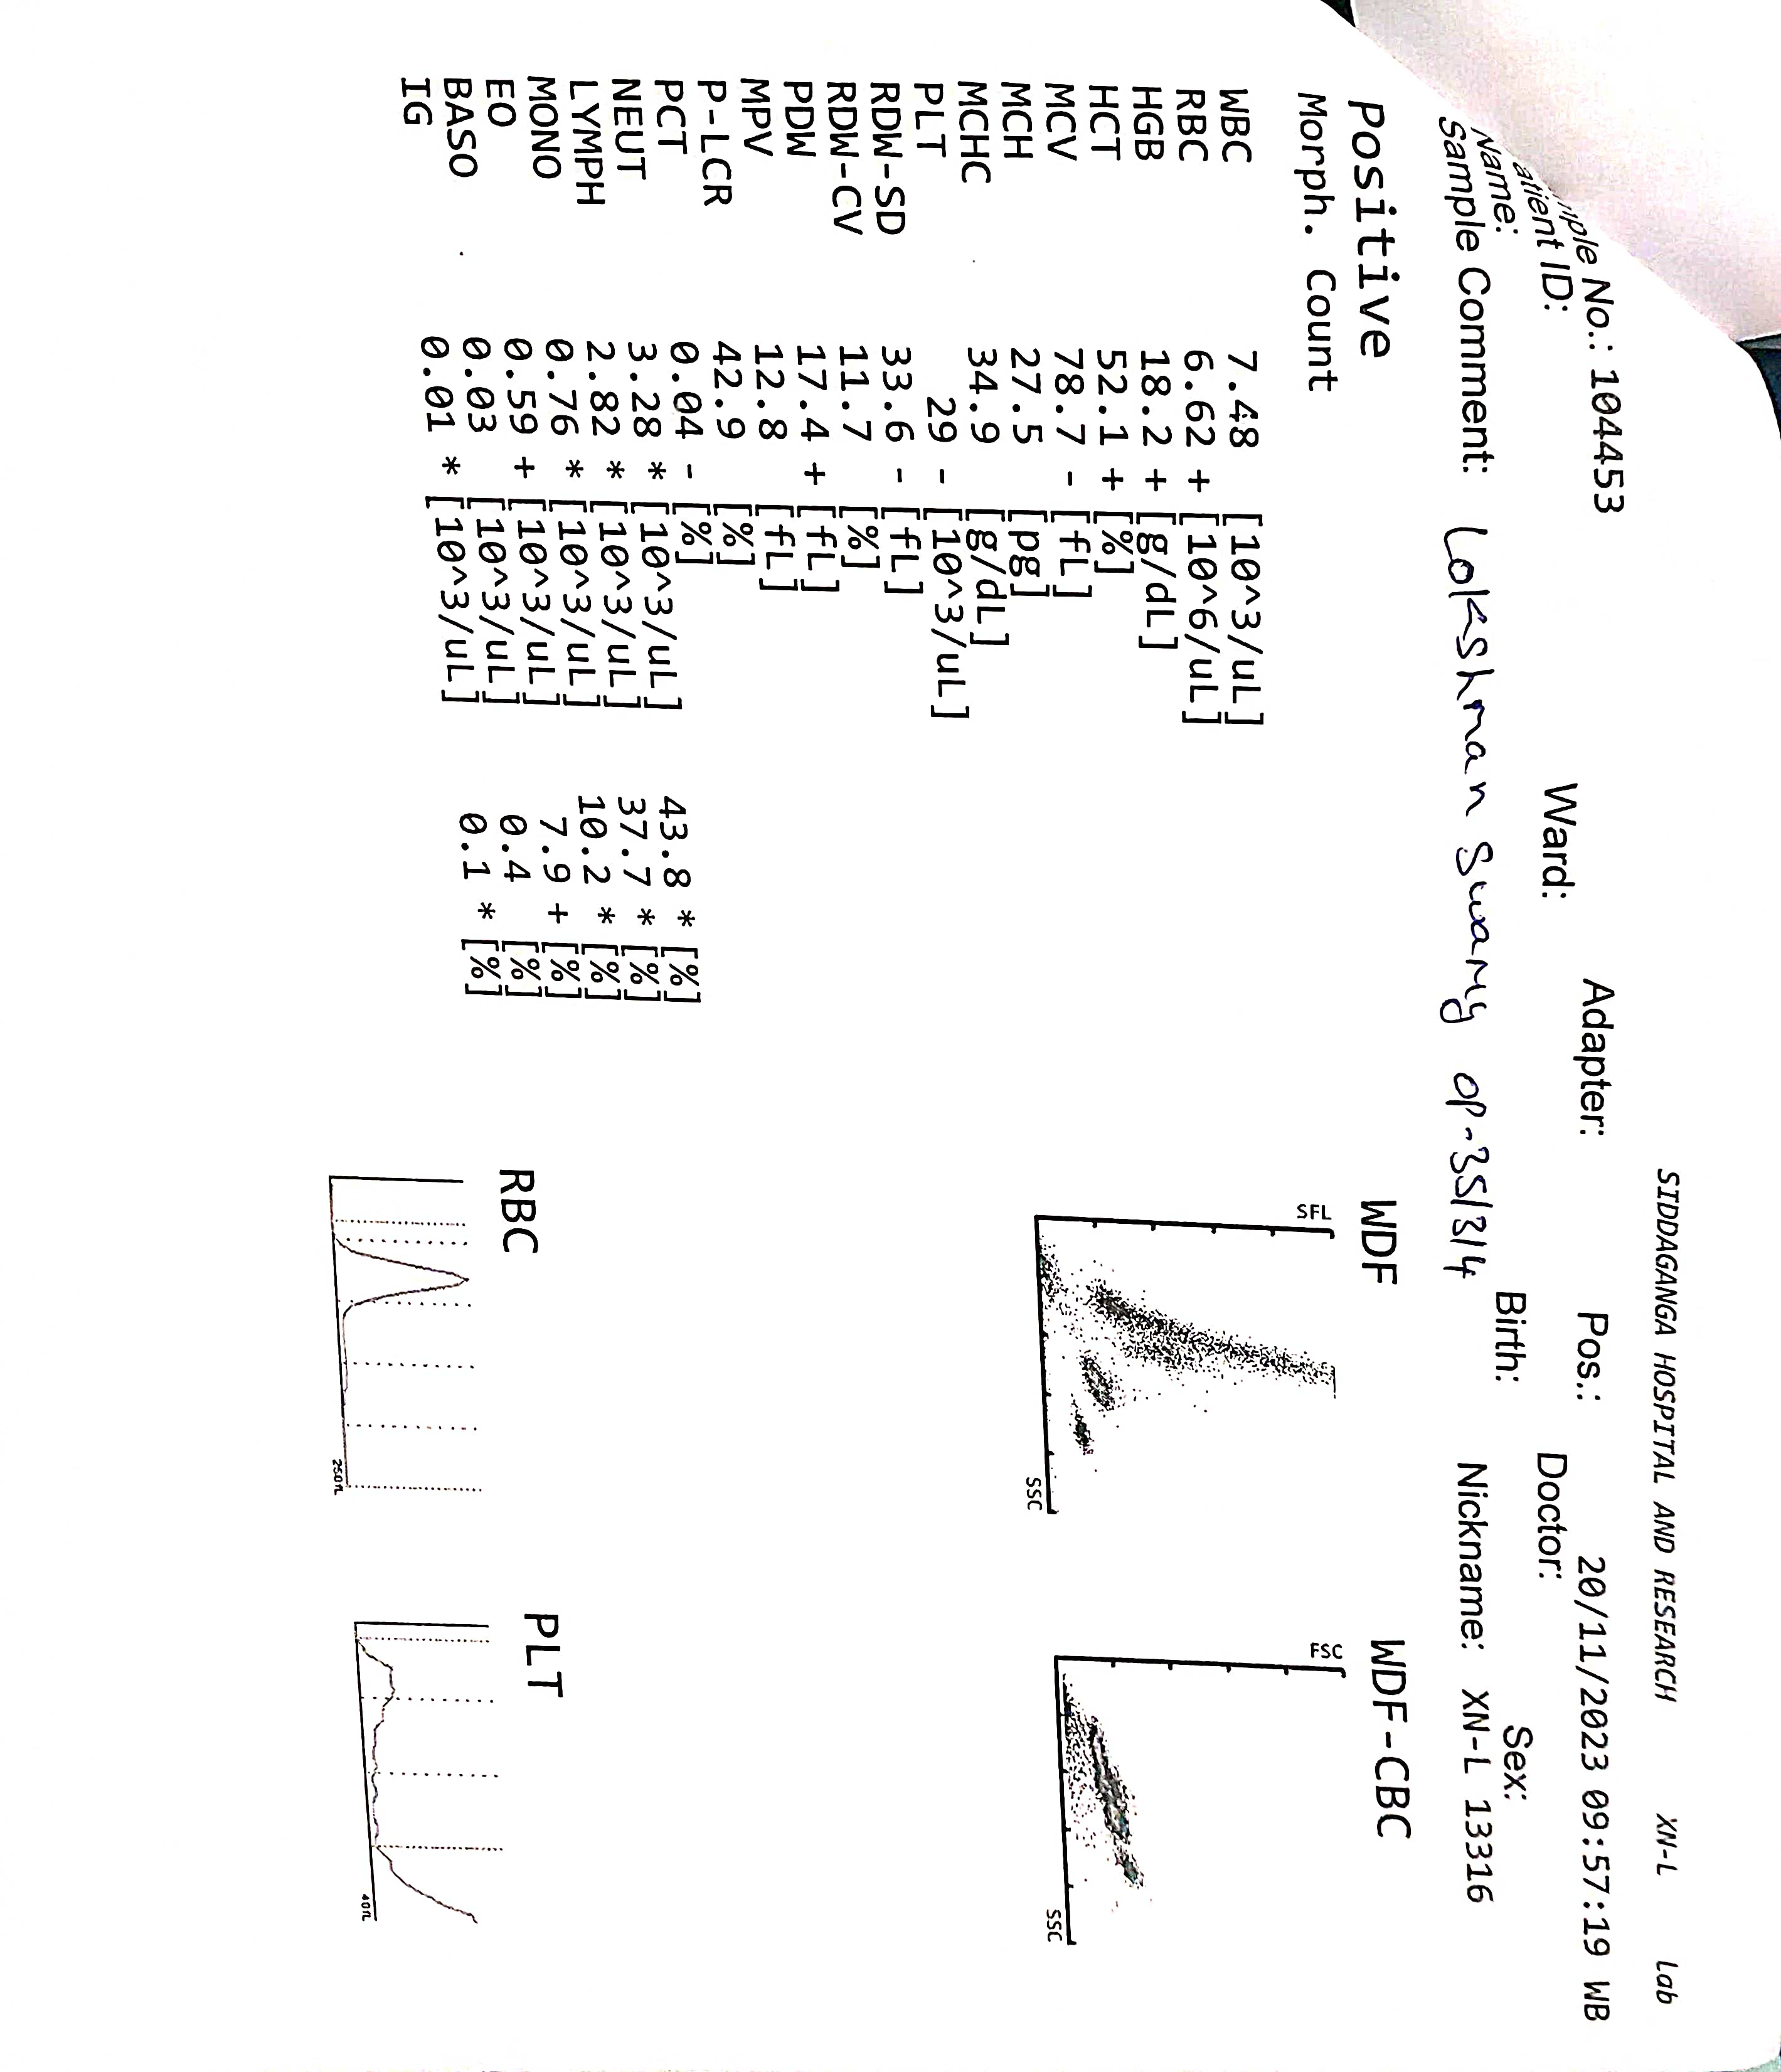 SIDDAGANGA HOSPITAL AND RESEARCH XN-L Lab
No.: 104453 Adapter: Pos.: 20/11/2023 09:57:19 WB
ID: Ward: Doctor:
Name: Birth: Sex:
Sample Comment: Lakshman Swamy OP-35134 Nickname: XN-L 13316
Positive
Morph. Count
WDF
WDF-CBC
WBC 7.48 [10^3/uL]
RBC 6.62 + [10^6/uL]
HGB 18.2 + [g/dL]
HCT 52.1 + [%]
MCV 78.7 - [fL]
MCH 27.5 [pg]
MCHC 34.9 [g/dL]
PLT 29 - [10^3/uL]
RDW-SD 33.6 - [fL]
RDW-CV 11.7 [%]
PDW 17.4 + [fL]
MPV 12.8 [fL]
P-LCR 42.9 [%]
PCT 0.04 - [%]
NEUT 3.28 * [10^3/uL] 43.8 * [%]
LYMPH 2.82 * [10^3/uL] 37.7 * [%]
MONO 0.76 * [10^3/uL] 10.2 * [%]
EO 0.59 + [10^3/uL] 7.9 + [%]
BASO 0.03 [10^3/uL] 0.4 [%]
IG 0.01 * [10^3/uL] 0.1 * [%]
SFL
SSC
FSC
SSC
RBC
250fL
PLT
40fL